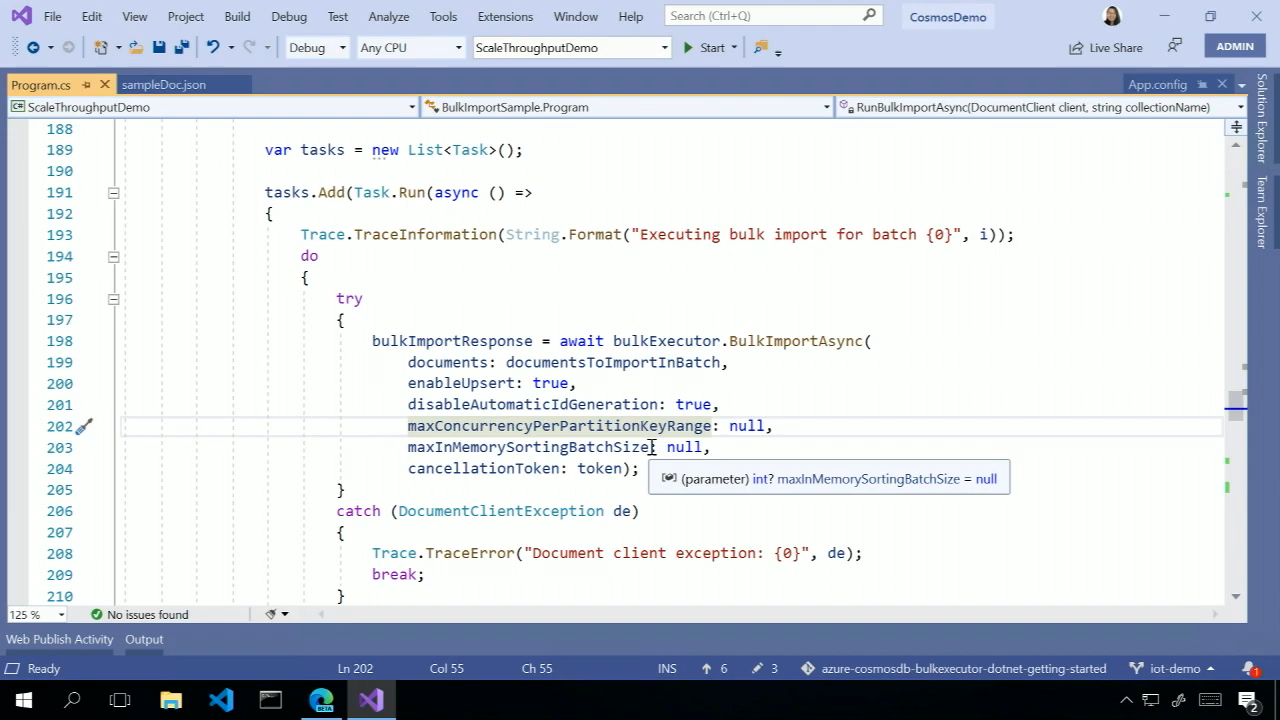 File Edit View Project Build Debug Test Analyze Tools Extensions Window Help Search (Ctrl+Q) CosmosDemo
Debug Any CPU ScaleThroughputDemo Start Live Share ADMIN
Program.cs sampleDoc.json App.config
ScaleThroughputDemo BulkImportSample.Program RunBulkImportAsync(DocumentClient client, string collectionName)
Solution Explorer
Team Explorer
188
189 var tasks = new List<Task>();
190
191 tasks.Add(Task.Run(async () =>
192 {
193 Trace.TraceInformation(String.Format("Executing bulk import for batch {0}", i));
194 do
195 {
196 try
197 {
198 bulkImportResponse = await bulkExecutor.BulkImportAsync(
199 documents: documentsToImportInBatch,
200 enableUpsert: true,
201 disableAutomaticIdGeneration: true,
202 maxConcurrencyPerPartitionKeyRange: null,
203 maxInMemorySortingBatchSize: null,
204 cancellationToken: token);
(parameter) int? maxInMemorySortingBatchSize = null
205 }
206 catch (DocumentClientException de)
207 {
208 Trace.TraceError("Document client exception: {0}", de);
209 break;
210 }
125 % No issues found
Web Publish Activity Output
Ready Ln 202 Col 55 Ch 55 INS 6 3 azure-cosmosdb-bulkexecutor-dotnet-getting-started iot-demo 1
BETA 2